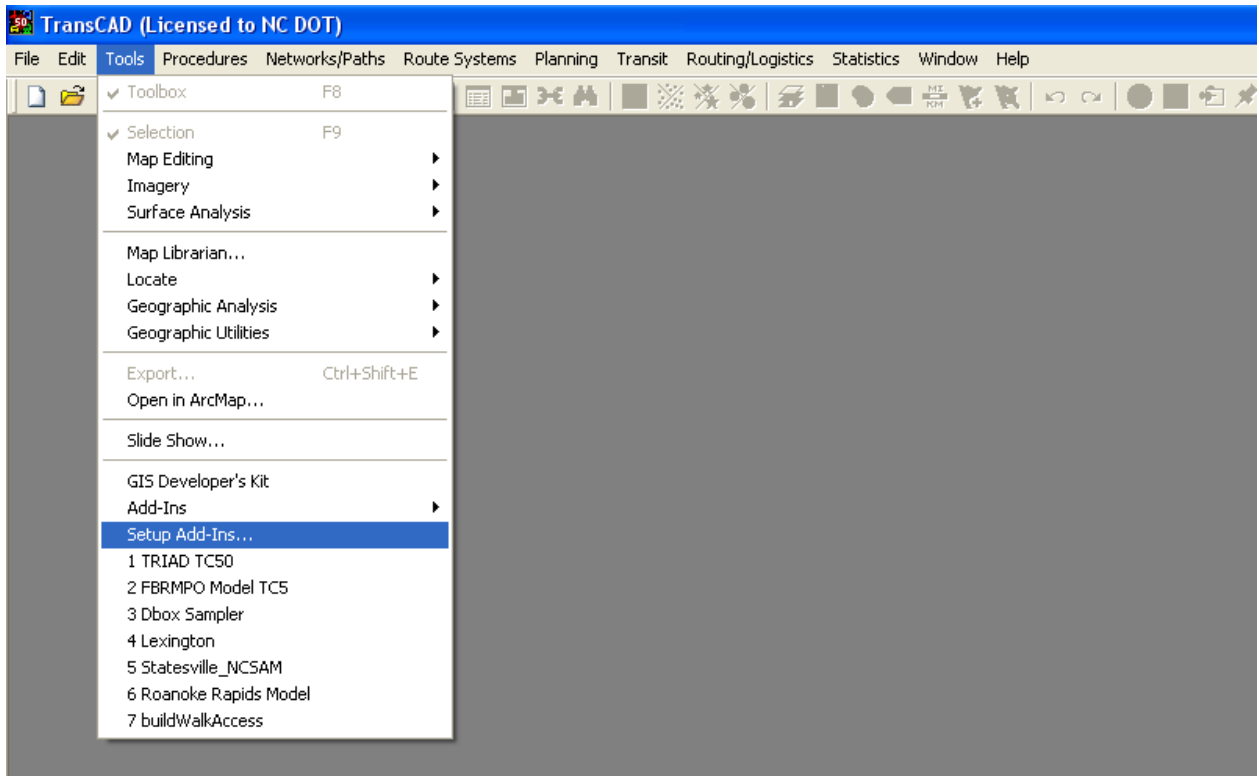 TransCAD (Licensed to NC DOT)
File Edit Tools Procedures Networks/Paths Route Systems Planning Transit Routing/Logistics Statistics Window Help
Toolbox F8
Selection F9
Map Editing
Imagery
Surface Analysis
Map Librarian...
Locate
Geographic Analysis
Geographic Utilities
Export... Ctrl+Shift+E
Open in ArcMap...
Slide Show...
GIS Developer's Kit
Add-Ins
Setup Add-Ins...
1 TRIAD TC50
2 FBRMPO Model TC5
3 Dbox Sampler
4 Lexington
5 Statesville_NCSAM
6 Roanoke Rapids Model
7 buildWalkAccess